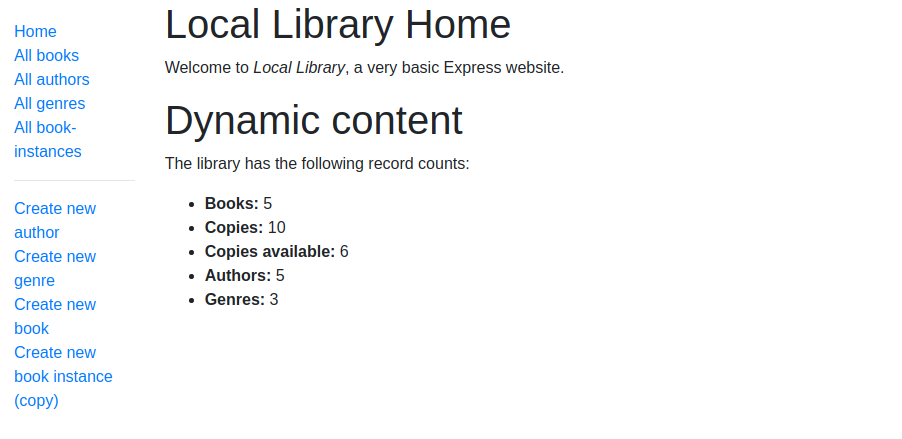 Home
All books
All authors
All genres
All book-
instances
Create new
author
Create new
genre
Create new
book
Create new
book instance
(copy)
Local Library Home
Welcome to Local Library, a very basic Express website.
Dynamic content
The library has the following record counts:
Books: 5
Copies: 10
Copies available: 6
Authors: 5
Genres: 3